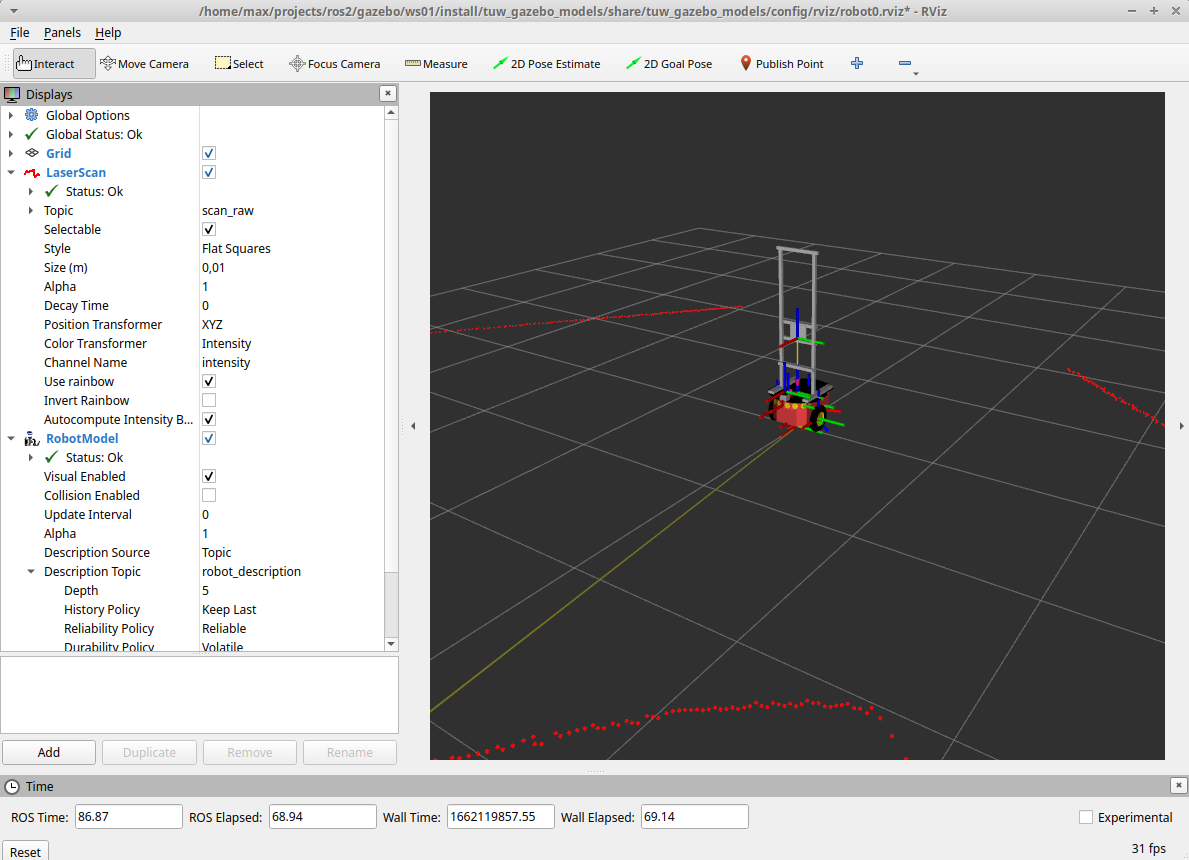 /home/max/projects/ros2/gazebo/ws01/install/tuw_gazebo_models/share/tuw_gazebo_models/config/rviz/robot0.rviz* - RViz
File Panels Help
Interact Move Camera Select Focus Camera Measure 2D Pose Estimate 2D Goal Pose Publish Point
Displays
Global Options
Global Status: Ok
Grid
LaserScan
Status: Ok
Topic scan_raw
Selectable
Style Flat Squares
Size (m) 0,01
Alpha 1
Decay Time 0
Position Transformer XYZ
Color Transformer Intensity
Channel Name intensity
Use rainbow
Invert Rainbow
Autocompute Intensity B...
RobotModel
Status: Ok
Visual Enabled
Collision Enabled
Update Interval 0
Alpha 1
Description Source Topic
Description Topic robot_description
Depth 5
History Policy Keep Last
Reliability Policy Reliable
Durability Policy Volatile
Add Duplicate Remove Rename
Time
ROS Time: 86.87 ROS Elapsed: 68.94 Wall Time: 1662119857.55 Wall Elapsed: 69.14 Experimental
Reset 31 fps